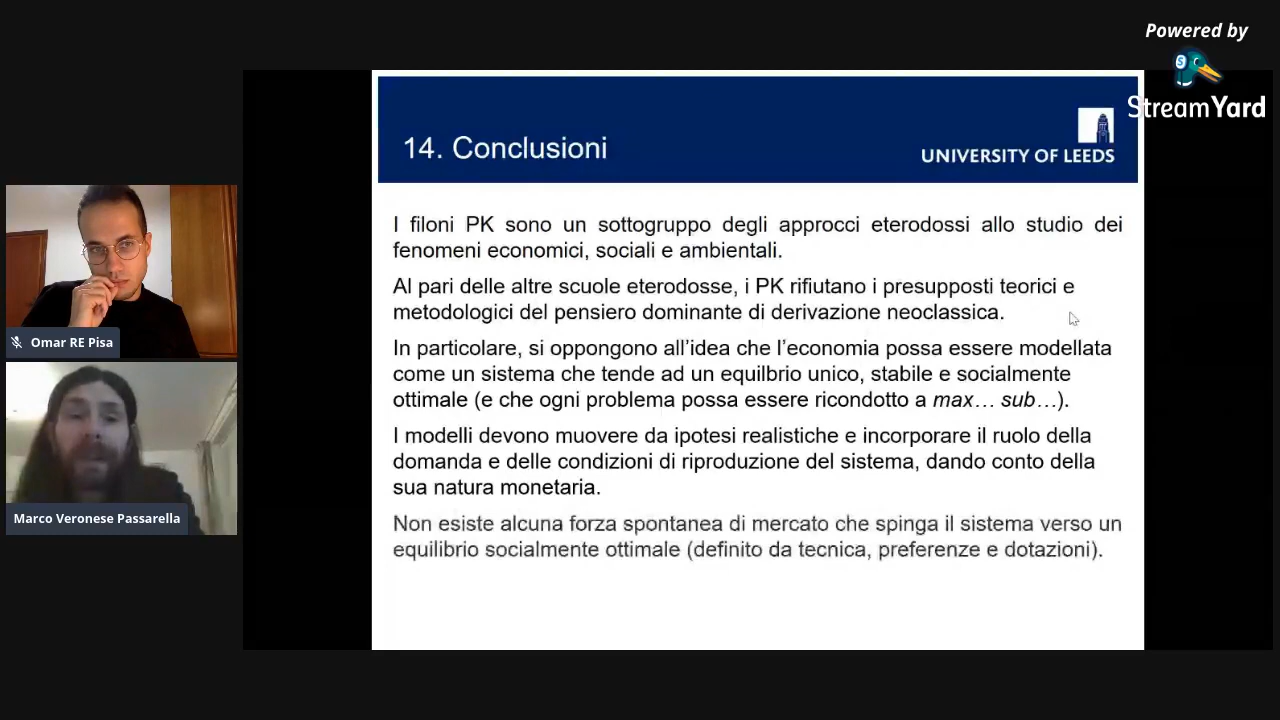 Powered by
StreamYard
14. Conclusioni
UNIVERSITY OF LEEDS
I filoni PK sono un sottogruppo degli approcci eterodossi allo studio dei
fenomeni economici, sociali e ambientali.
Al pari delle altre scuole eterodosse, i PK rifiutano i presupposti teorici e
metodologici del pensiero dominante di derivazione neoclassica.
In particolare, si oppongono all'idea che l'economia possa essere modellata
come un sistema che tende ad un equilbrio unico, stabile e socialmente
ottimale (e che ogni problema possa essere ricondotto a max… sub…).
I modelli devono muovere da ipotesi realistiche e incorporare il ruolo della
domanda e delle condizioni di riproduzione del sistema, dando conto della
sua natura monetaria.
Non esiste alcuna forza spontanea di mercato che spinga il sistema verso un
equilibrio socialmente ottimale (definito da tecnica, preferenze e dotazioni).
Omar RE Pisa
Marco Veronese Passarella